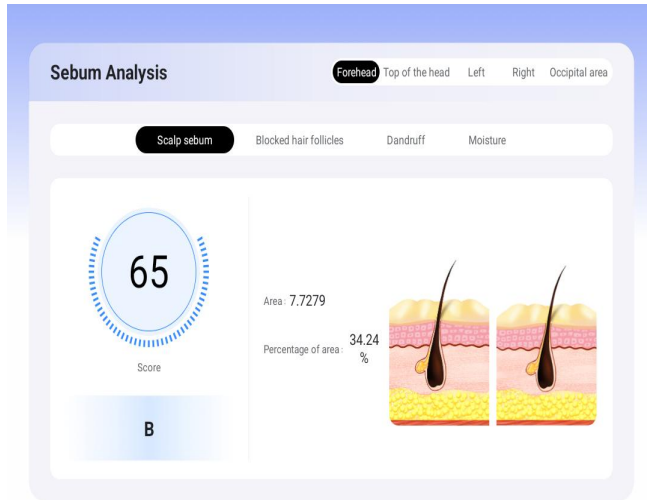 Sebum Analysis
Forehead Top of the head Left Right Occipital area
Scalp sebum Blocked hair follicles Dandruff Moisture
65
Score
B
Area : 7.7279
Percentage of area : 34.24
%